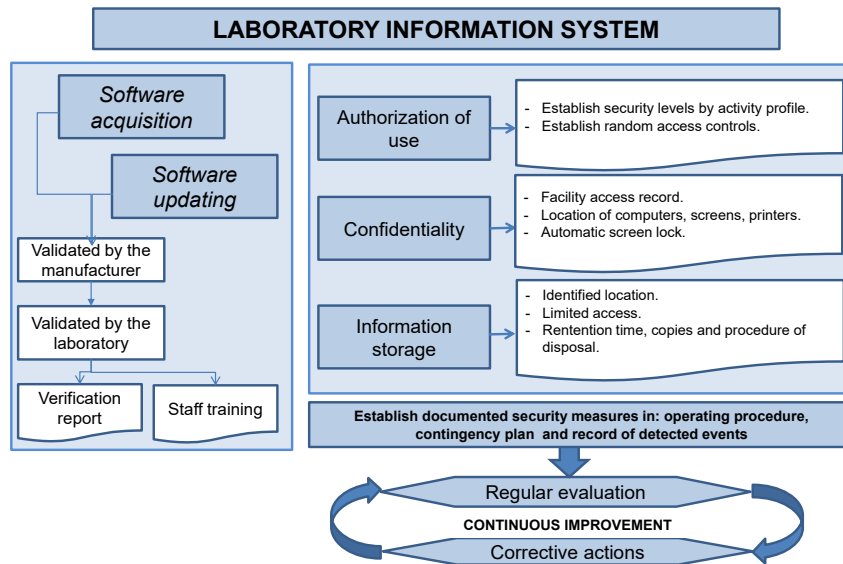 LABORATORY INFORMATION SYSTEM
Software
acquisition
Software
updating
Validated by the
manufacturer
Validated by the
laboratory
Verification
report
Staff training
Authorization of
use
- Establish security levels by activity profile.
- Establish random access controls.
Confidentiality
- Facility access record.
- Location of computers, screens, printers.
- Automatic screen lock.
Information
storage
- Identified location.
- Limited access.
- Rentention time, copies and procedure of
disposal.
Establish documented security measures in: operating procedure,
contingency plan and record of detected events
Regular evaluation
CONTINUOUS IMPROVEMENT
Corrective actions